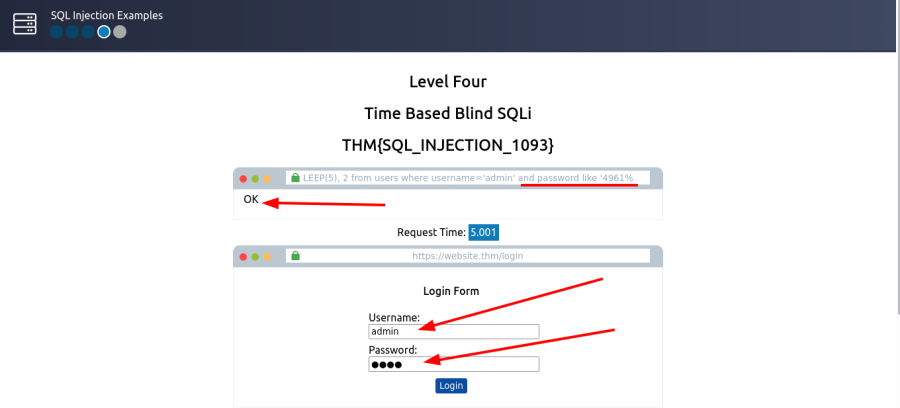 SQL Injection Examples
Level Four
Time Based Blind SQLi
THM{SQL_INJECTION_1093}
LEEP(5), 2 from users where username='admin' and password like '4961%
OK
Request Time: 5.001
https://website.thm/login
Login Form
Username:
admin
Password:
●●●●
Login